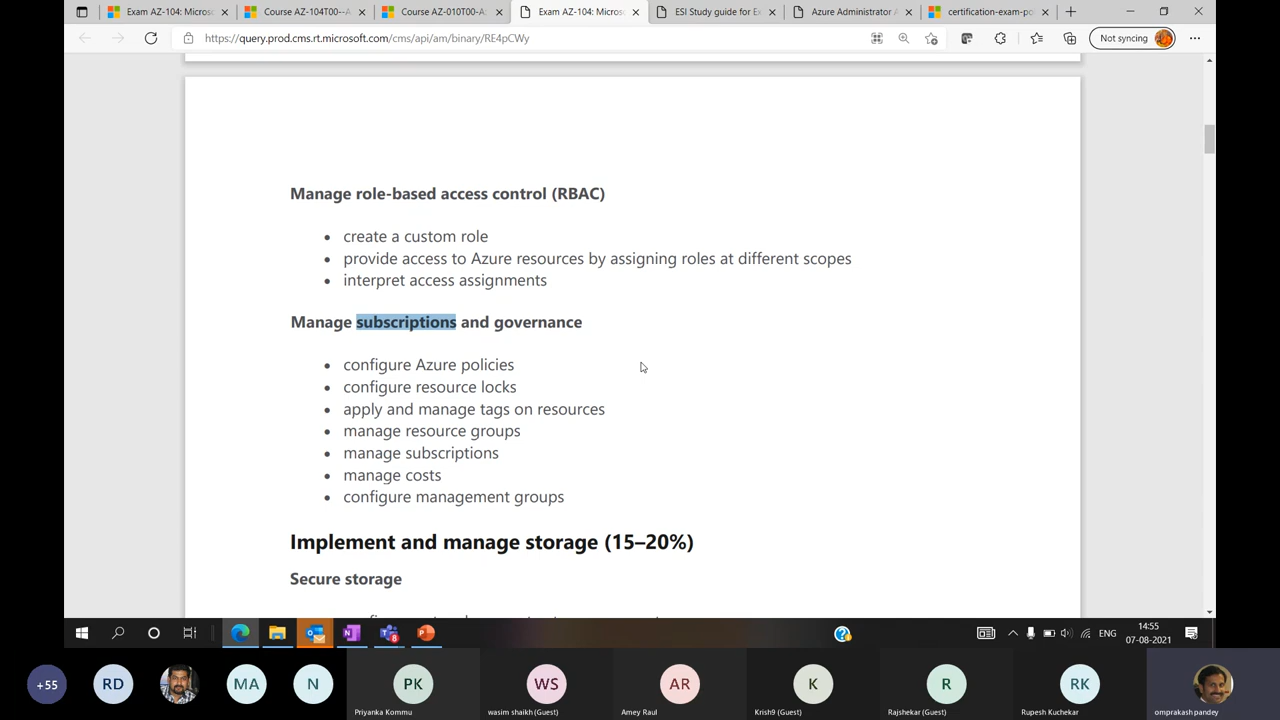 Exam AZ-104: Microso
Course AZ-104T00--A
Course AZ-010T00-A
Exam AZ-104: Micros
ESI Study guide for E
Azure Administrator A
certification-exam-po
https://query.prod.cms.rt.microsoft.com/cms/api/am/binary/RE4pCWy
Not syncing
Manage role-based access control (RBAC)
• create a custom role
• provide access to Azure resources by assigning roles at different scopes
• interpret access assignments
Manage subscriptions and governance
• configure Azure policies
• configure resource locks
• apply and manage tags on resources
• manage resource groups
• manage subscriptions
• manage costs
• configure management groups
Implement and manage storage (15–20%)
Secure storage
8
ENG
14:55
07-08-2021
+55
RD
MA
N
PK
WS
AR
K
R
RK
Priyanka Kommu
wasim shaikh (Guest)
Amey Raul
Krish9 (Guest)
Rajshekar (Guest)
Rupesh Kuchekar
omprakash pandey